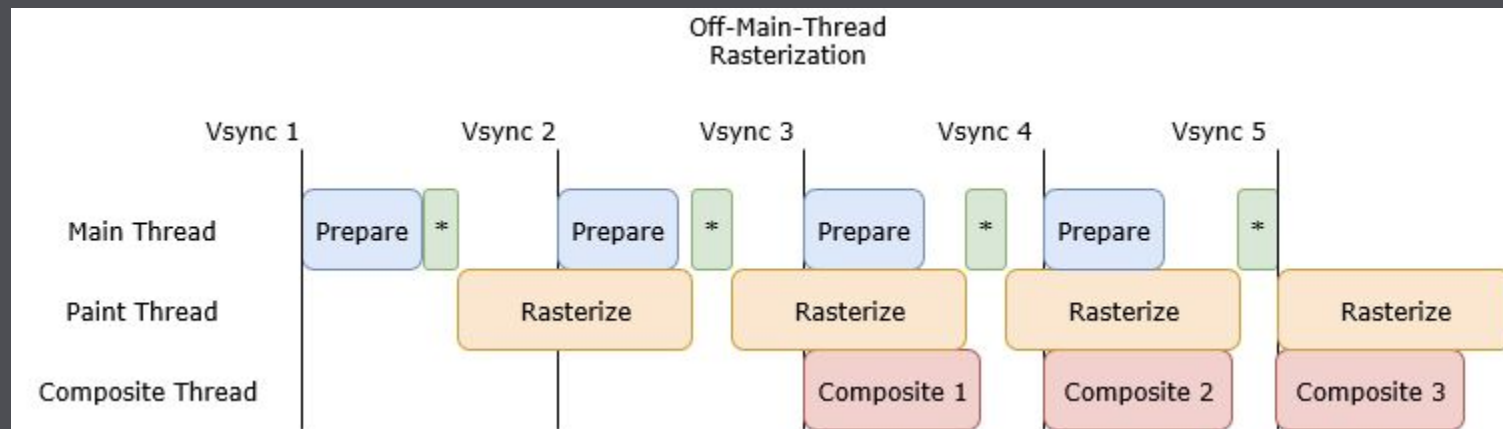 Off-Main-Thread
Rasterization
Vsync 1 Vsync 2 Vsync 3 Vsync 4 Vsync 5
Main Thread Prepare * Prepare * Prepare * Prepare *
Paint Thread Rasterize Rasterize Rasterize Rasterize
Composite Thread Composite 1 Composite 2 Composite 3